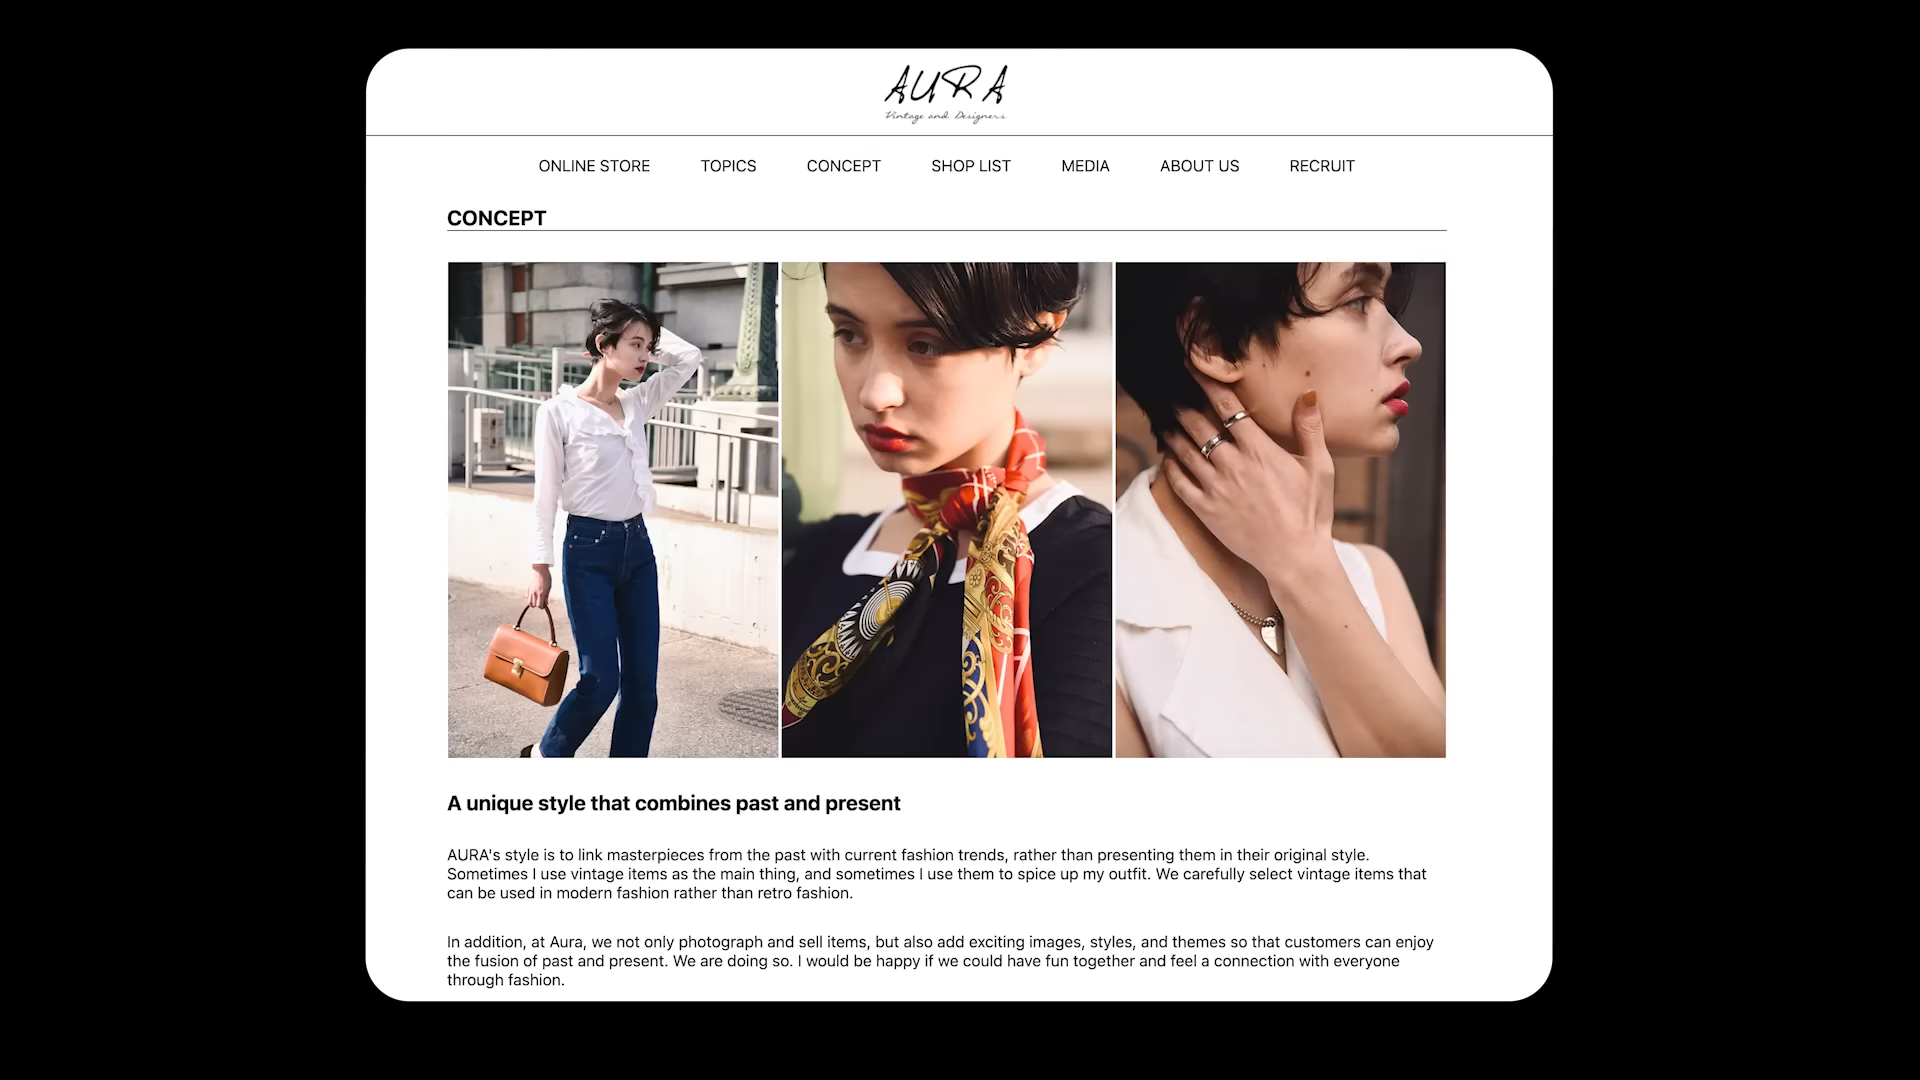 AURA
Vintage and Designers
ONLINE STORE TOPICS CONCEPT SHOP LIST MEDIA ABOUT US RECRUIT
CONCEPT
A unique style that combines past and present
AURA's style is to link masterpieces from the past with current fashion trends, rather than presenting them in their original style.
Sometimes I use vintage items as the main thing, and sometimes I use them to spice up my outfit. We carefully select vintage items that
can be used in modern fashion rather than retro fashion.
In addition, at Aura, we not only photograph and sell items, but also add exciting images, styles, and themes so that customers can enjoy
the fusion of past and present. We are doing so. I would be happy if we could have fun together and feel a connection with everyone
through fashion.